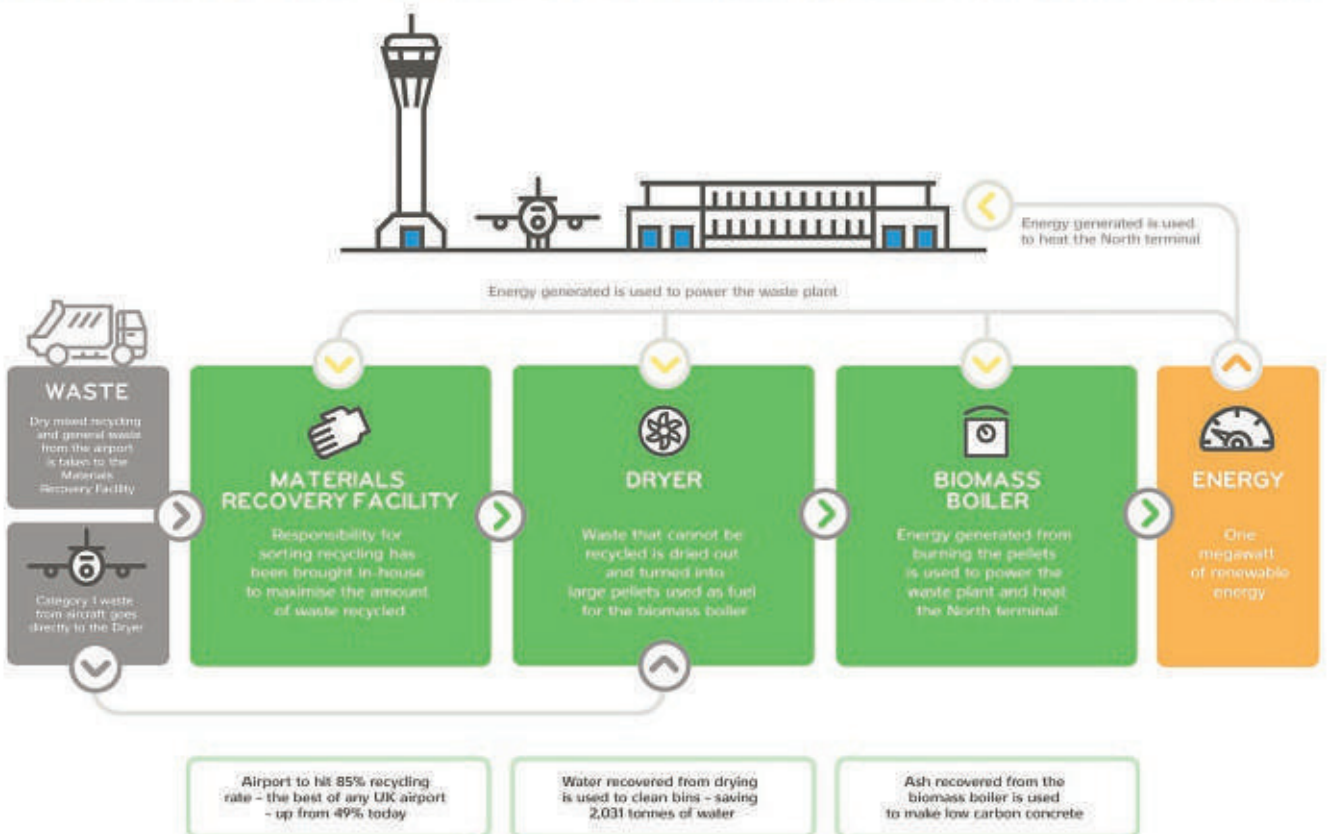 Energy generated is used
to heat the North terminal
Energy generated is used to power the waste plant
WASTE
Dry mixed recycling
and general waste
from the airport
is taken to the
Materials
Recovery Facility
Category 1 waste
from aircraft goes
directly to the Dryer
MATERIALS
RECOVERY FACILITY
Responsibility for
sorting recycling has
been brought in-house
to maximise the amount
of waste recycled
DRYER
Waste that cannot be
recycled is dried out
and turned into
large pellets used as fuel
for the biomass boiler
BIOMASS
BOILER
Energy generated from
burning the pellets
is used to power the
waste plant and heat
the North terminal
ENERGY
One
megawatt
of renewable
energy
Airport to hit 85% recycling
rate – the best of any UK airport
– up from 49% today
Water recovered from drying
is used to clean bins – saving
2,031 tonnes of water
Ash recovered from the
biomass boiler is used
to make low carbon concrete